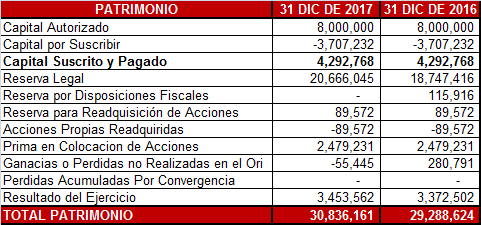 PATRIMONIO 31 DIC DE 2017 31 DIC DE 2016
Capital Autorizado 8,000,000 8,000,000
Capital por Suscribir -3,707,232 -3,707,232
Capital Suscrito y Pagado 4,292,768 4,292,768
Reserva Legal 20,666,045 18,747,416
Reserva por Disposiciones Fiscales - 115,916
Reserva para Readquisición de Acciones 89,572 89,572
Acciones Propias Readquiridas -89,572 -89,572
Prima en Colocacion de Acciones 2,479,231 2,479,231
Ganacias o Perdidas no Realizadas en el Ori -55,445 280,791
Perdidas Acumuladas Por Convergencia - -
Resultado del Ejercicio 3,453,562 3,372,502
TOTAL PATRIMONIO 30,836,161 29,288,624